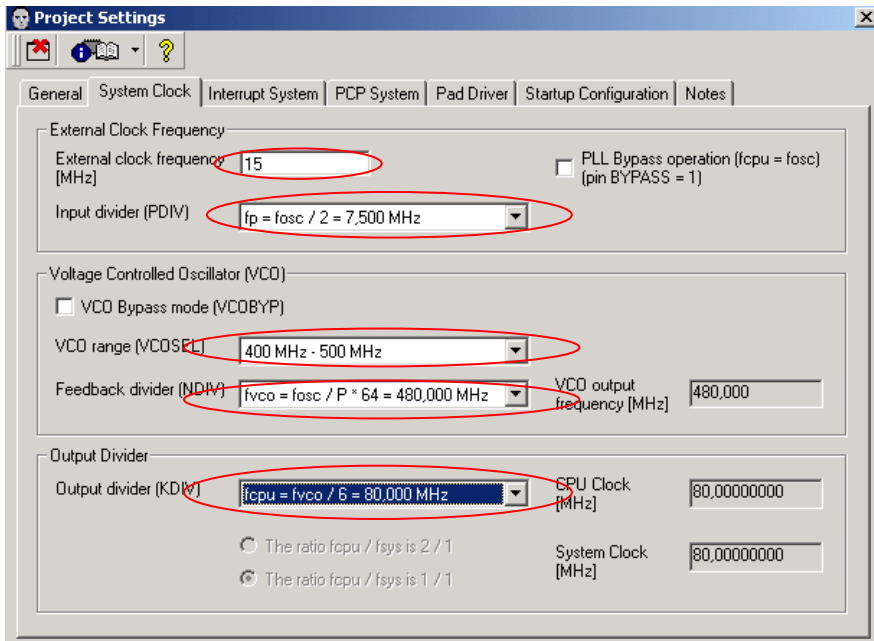 Project Settings
General System Clock Interrupt System PCP System Pad Driver Startup Configuration Notes
External Clock Frequency
External clock frequency [MHz]
15
PLL Bypass operation (fcpu = fosc)
(pin BYPASS = 1)
Input divider (PDIV)
fp = fosc / 2 = 7,500 MHz
Voltage Controlled Oscillator (VCO)
VCO Bypass mode (VCOBYP)
VCO range (VCOSEL)
400 MHz - 500 MHz
Feedback divider (NDIV)
fvco = fosc / P * 64 = 480,000 MHz
VCO output
frequency [MHz]
480,000
Output Divider
Output divider (KDIV)
fcpu = fvco / 6 = 80,000 MHz
CPU Clock
[MHz]
80,00000000
The ratio fcpu / fsys is 2 / 1
The ratio fcpu / fsys is 1 / 1
System Clock
[MHz]
80,00000000